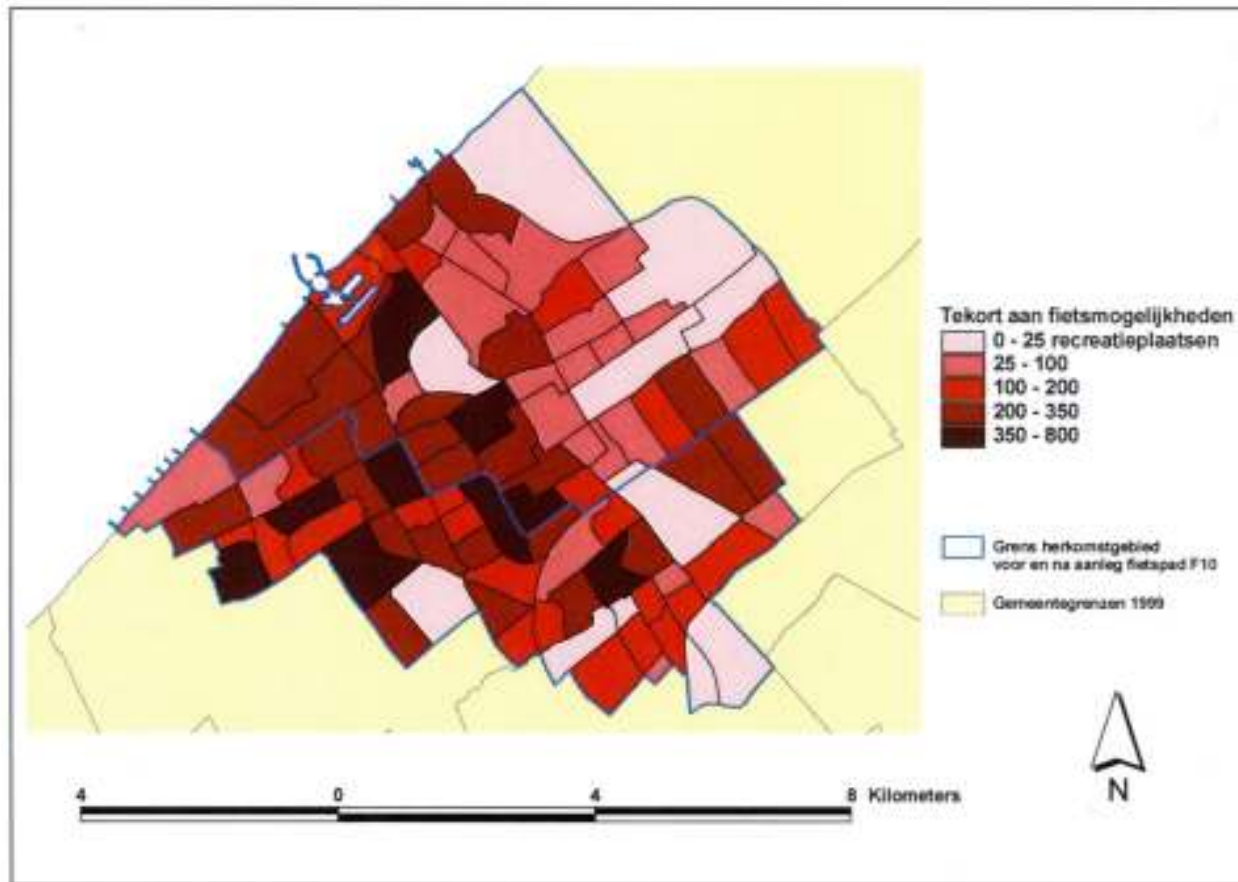 Tekort aan fietsmogelijkheden
0 - 25 recreatieplaatsen
25 - 100
100 - 200
200 - 350
350 - 800
Grens herkomstgebied
voor en na aanleg fietspad F10
Gemeentegrenzen 1999
N
4 0 4 8 Kilometers